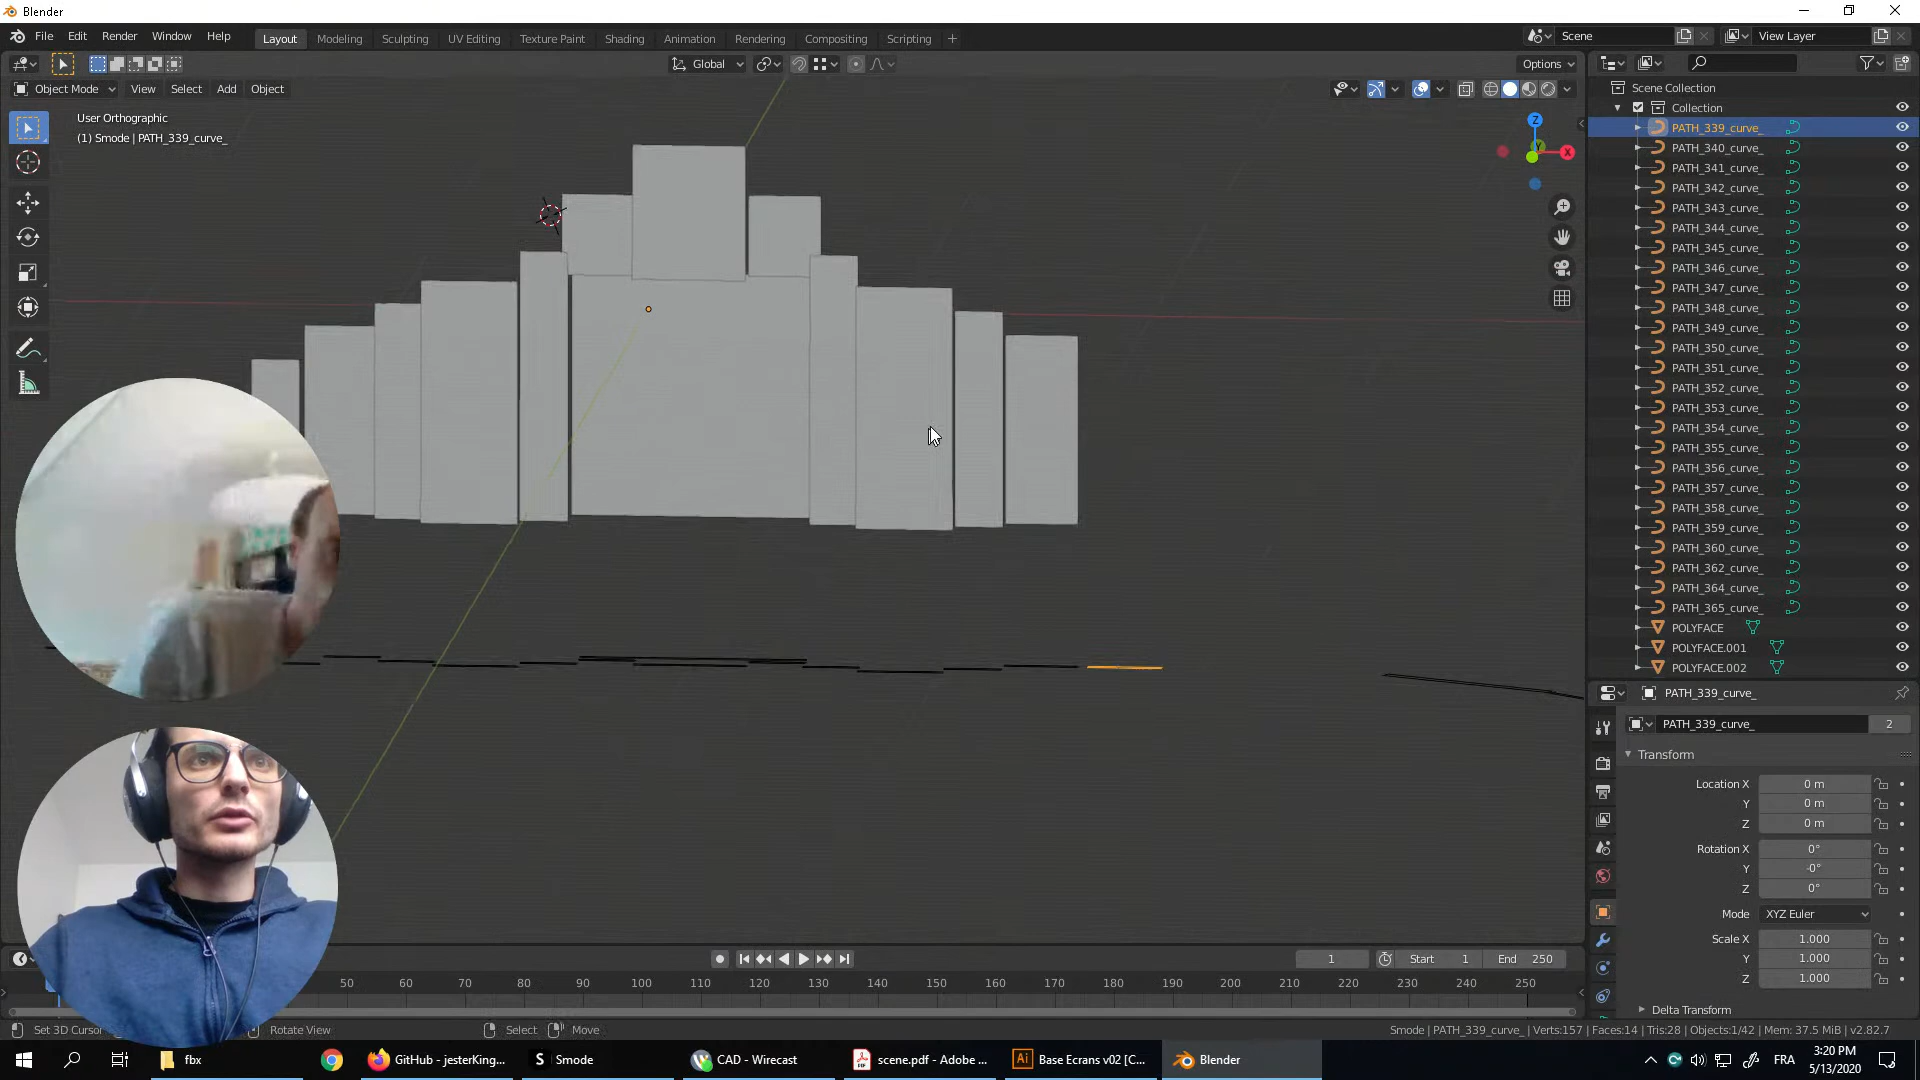 Blender
File Edit Render Window Help
Layout Modeling Sculpting UV Editing Texture Paint Shading Animation Rendering Compositing Scripting +
Scene
View Layer
Global
Options
Object Mode View Select Add Object
User Orthographic
(1) Smode | PATH_339_curve_
Z
X
Scene Collection
Collection
PATH_339_curve_
PATH_340_curve_
PATH_341_curve_
PATH_342_curve_
PATH_343_curve_
PATH_344_curve_
PATH_345_curve_
PATH_346_curve_
PATH_347_curve_
PATH_348_curve_
PATH_349_curve_
PATH_350_curve_
PATH_351_curve_
PATH_352_curve_
PATH_353_curve_
PATH_354_curve_
PATH_355_curve_
PATH_356_curve_
PATH_357_curve_
PATH_358_curve_
PATH_359_curve_
PATH_360_curve_
PATH_362_curve_
PATH_364_curve_
PATH_365_curve_
POLYFACE
POLYFACE.001
POLYFACE.002
PATH_339_curve_
PATH_339_curve_ 2
Transform
Location X 0 m
Y 0 m
Z 0 m
Rotation X 0°
Y -0°
Z 0°
Mode XYZ Euler
Scale X 1.000
Y 1.000
Z 1.000
Delta Transform
1 Start 1 End 250
50 60 70 80 90 100 110 120 130 140 150 160 170 180 190 200 210 220 230 240 250
Set 3D Cursor Rotate View Select Move
Smode | PATH_339_curve_ | Verts:157 | Faces:14 | Tris:28 | Objects:1/42 | Mem: 37.5 MiB | v2.82.7
fbx
GitHub - jesterKing...
Smode
CAD - Wirecast
scene.pdf - Adobe ...
Base Ecrans v02 [C...
Blender
FRA
3:20 PM
5/13/2020